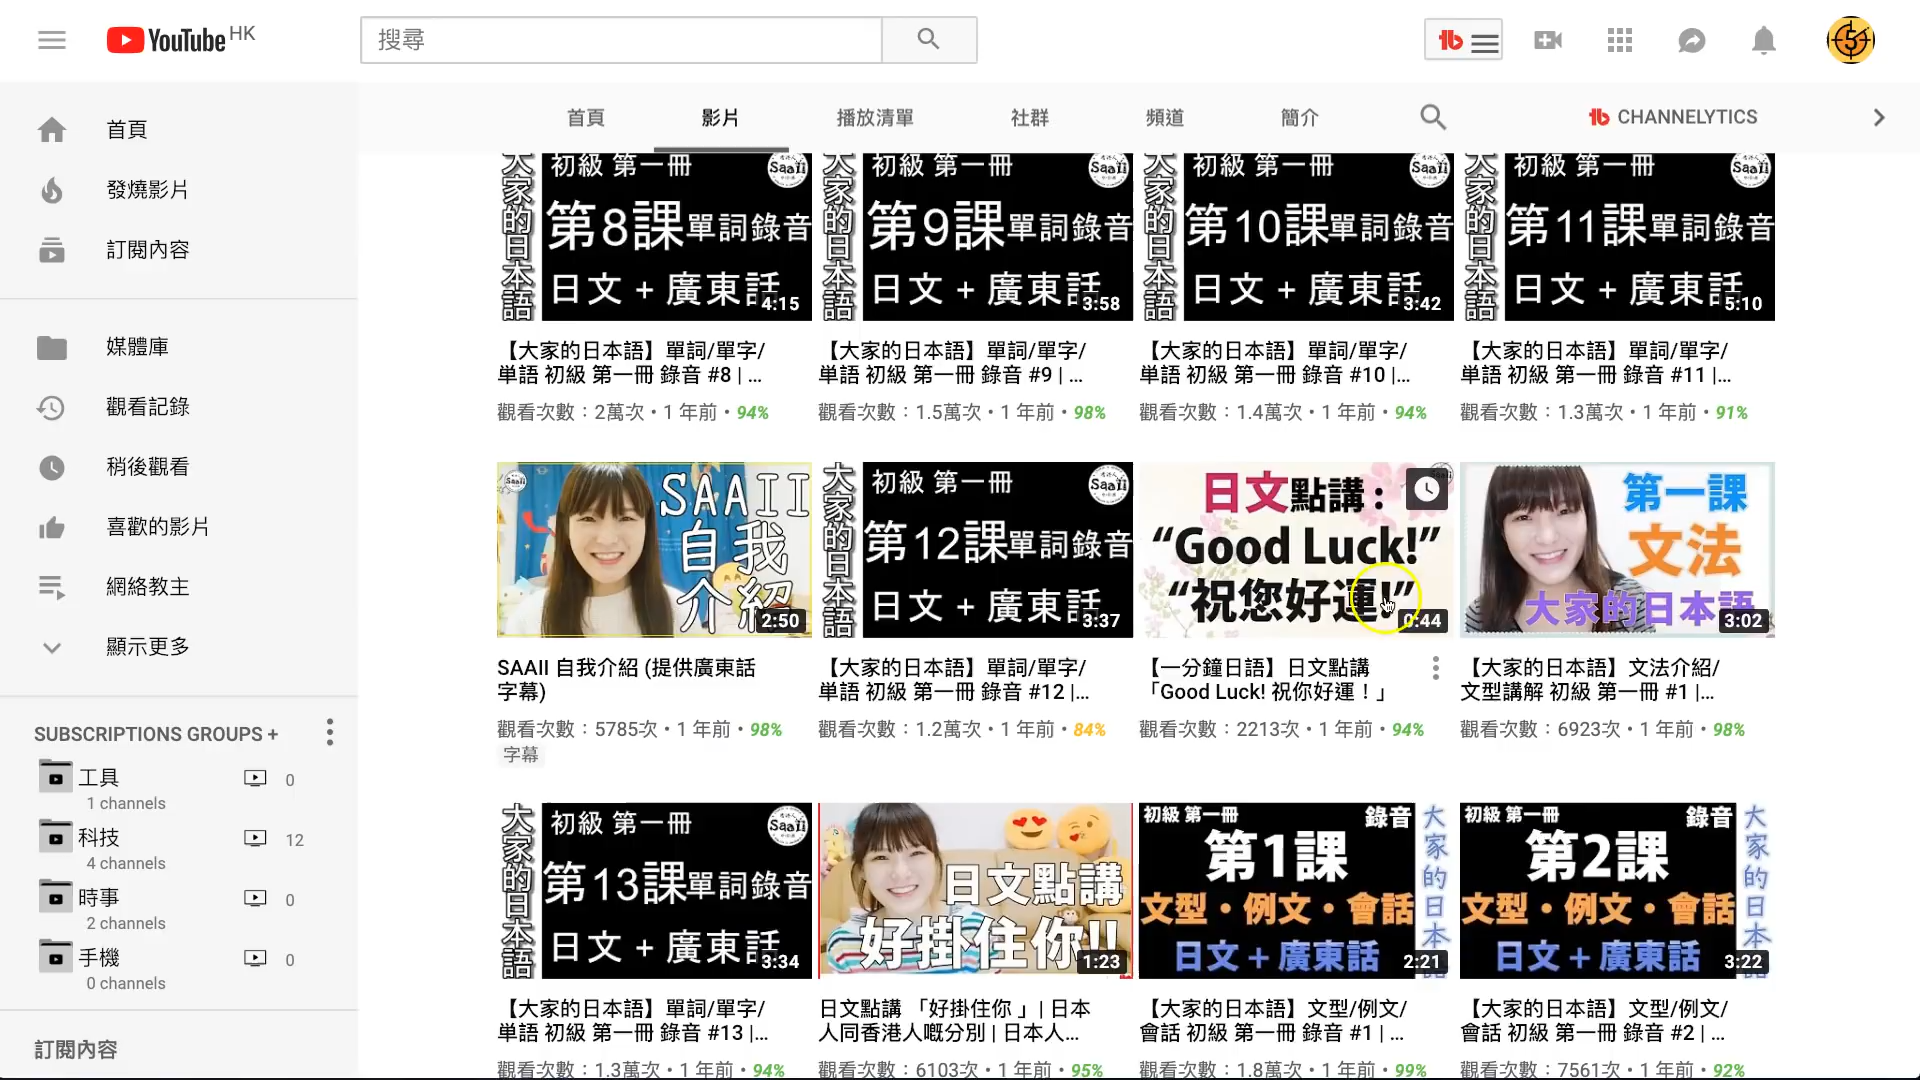 YouTube HK
搜尋
首頁
發燒影片
訂閱內容
媒體庫
觀看記錄
稍後觀看
喜歡的影片
網絡教主
顯示更多
SUBSCRIPTIONS GROUPS +
工具 0
1 channels
科技 12
4 channels
時事 0
2 channels
手機 0
0 channels
訂閱內容
首頁 影片 播放清單 社群 頻道 簡介 CHANNELYTICS
大家的日本語
初級 第一冊
Saaii
第8課單詞錄音
日文 + 廣東話
4:15
大家的日本語
初級 第一冊
Saaii
第9課單詞錄音
日文 + 廣東話
3:58
大家的日本語
初級 第一冊
Saaii
第10課單詞錄音
日文 + 廣東話
3:42
大家的日本語
初級 第一冊
Saaii
第11課單詞錄音
日文 + 廣東話
5:10
【大家的日本語】單詞/單字/
単語 初級 第一冊 錄音 #8 | ...
觀看次數：2萬次 • 1 年前 • 94%
【大家的日本語】單詞/單字/
単語 初級 第一冊 錄音 #9 | ...
觀看次數：1.5萬次 • 1 年前 • 98%
【大家的日本語】單詞/單字/
単語 初級 第一冊 錄音 #10 |...
觀看次數：1.4萬次 • 1 年前 • 94%
【大家的日本語】單詞/單字/
単語 初級 第一冊 錄音 #11 |...
觀看次數：1.3萬次 • 1 年前 • 91%
Saaii
SAAII
自我
介紹
2:50
大家的日本語
初級 第一冊
Saaii
第12課單詞錄音
日文 + 廣東話
3:37
日文點講：
“Good Luck!”
“祝您好運!”
0:44
第一課
文法
大家的日本語
3:02
SAAII 自我介紹 (提供廣東話
字幕)
觀看次數：5785次 • 1 年前 • 98%
字幕
【大家的日本語】單詞/單字/
単語 初級 第一冊 錄音 #12 |...
觀看次數：1.2萬次 • 1 年前 • 84%
【一分鐘日語】日文點講
「Good Luck! 祝你好運！」
觀看次數：2213次 • 1 年前 • 94%
【大家的日本語】文法介紹/
文型講解 初級 第一冊 #1 |...
觀看次數：6923次 • 1 年前 • 98%
大家的日本語
初級 第一冊
Saaii
第13課單詞錄音
日文 + 廣東話
3:34
日文點講
好掛住你!!
1:23
初級 第一冊 錄音
第1課
文型・例文・會話
日文＋廣東話
大家的日本
2:21
初級 第一冊 錄音
第2課
文型・例文・會話
日文＋廣東話
大家的日本
3:22
【大家的日本語】單詞/單字/
単語 初級 第一冊 錄音 #13 |...
觀看次數：1.3萬次 • 1 年前 • 94%
日文點講 「好掛住你 」| 日本
人同香港人嘅分別 | 日本人...
觀看次數：6103次 • 1 年前 • 95%
【大家的日本語】文型/例文/
會話 初級 第一冊 錄音 #1 | ...
觀看次數：1.8萬次 • 1 年前 • 99%
【大家的日本語】文型/例文/
會話 初級 第一冊 錄音 #2 | ...
觀看次數：7561次 • 1 年前 • 92%